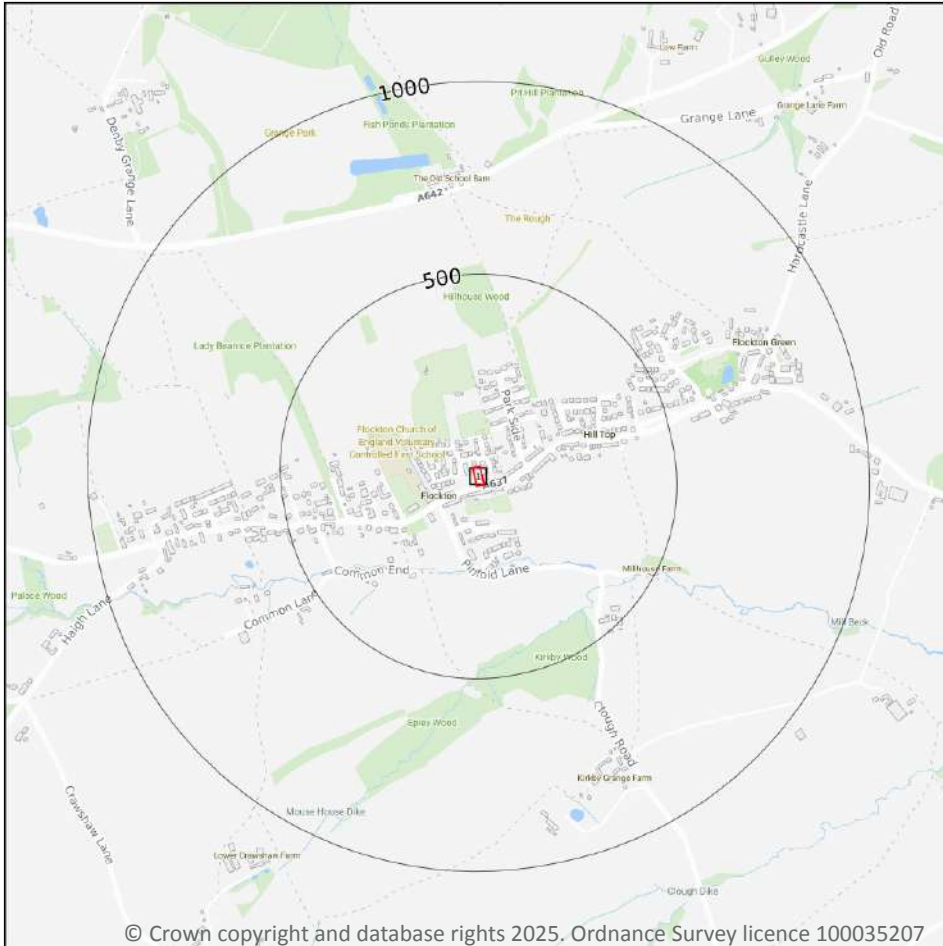 Old Road
Low Farm
Gulley Wood
1000
Pit Hill Plantation
Grange Lane Farm
Grange Lane
Fish Ponds Plantation
Grange Park
Denby Grange Lane
The Old School Barn
A642
Hardcastle Lane
The Rough
500
Hillhouse Wood
Lady Beatrice Plantation
Flockton Green
Park Side
Flockton Church of
England Voluntary
Controlled First School
Hill Top
A637
Flockton
Common End
Pinfold Lane
Millhouse Farm
Palace Wood
Haigh Lane
Common Lane
Mill Beck
Kirkby Wood
Epley Wood
Clough Road
Kirkby Grange Farm
Mouse House Dike
Crawshaw Lane
Lower Crawshaw Farm
Clough Dike
© Crown copyright and database rights 2025. Ordnance Survey licence 100035207